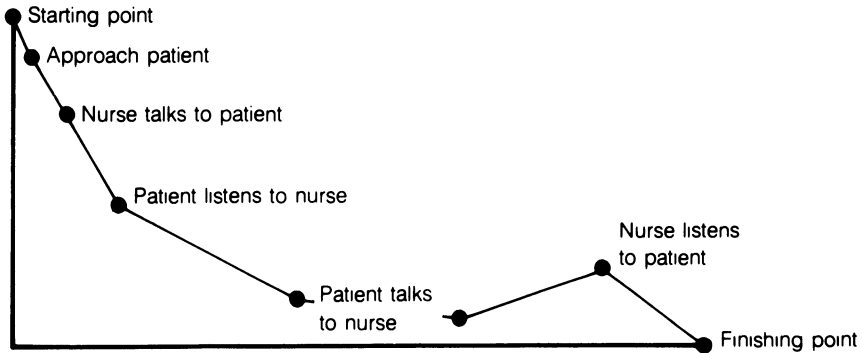 Starting point
Approach patient
Nurse talks to patient
Patient listens to nurse
Nurse listens
to patient
Patient talks
to nurse
Finishing point